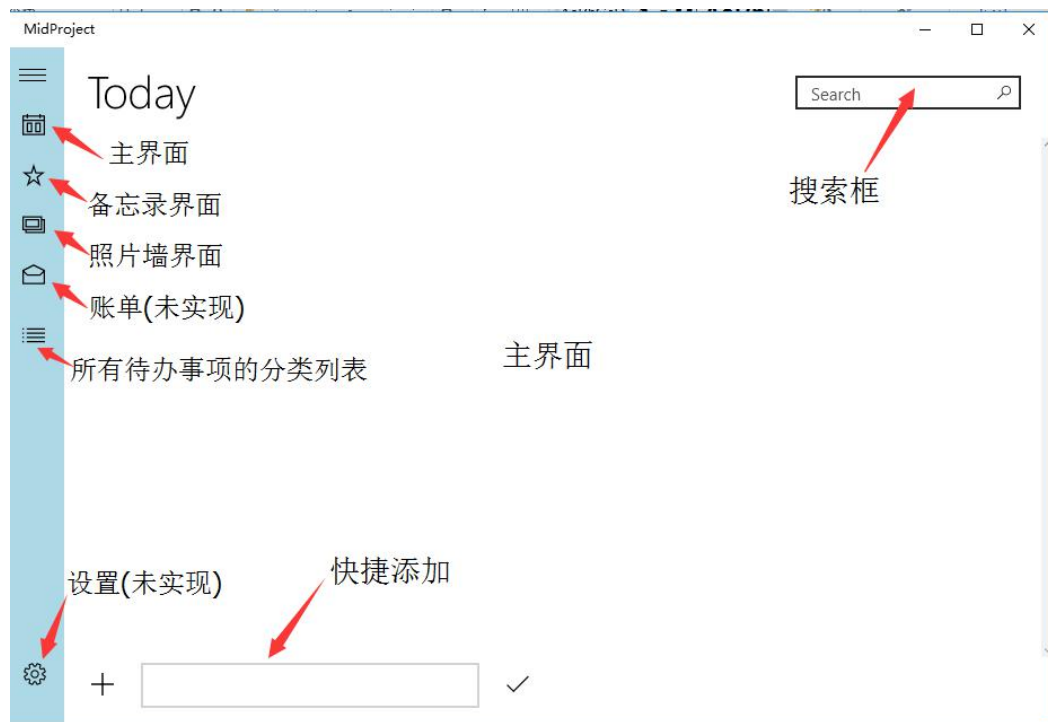 MidProject
Today
Search
主界面
备忘录界面
搜索框
照片墙界面
账单(未实现)
主界面
所有待办事项的分类列表
快捷添加
设置(未实现)